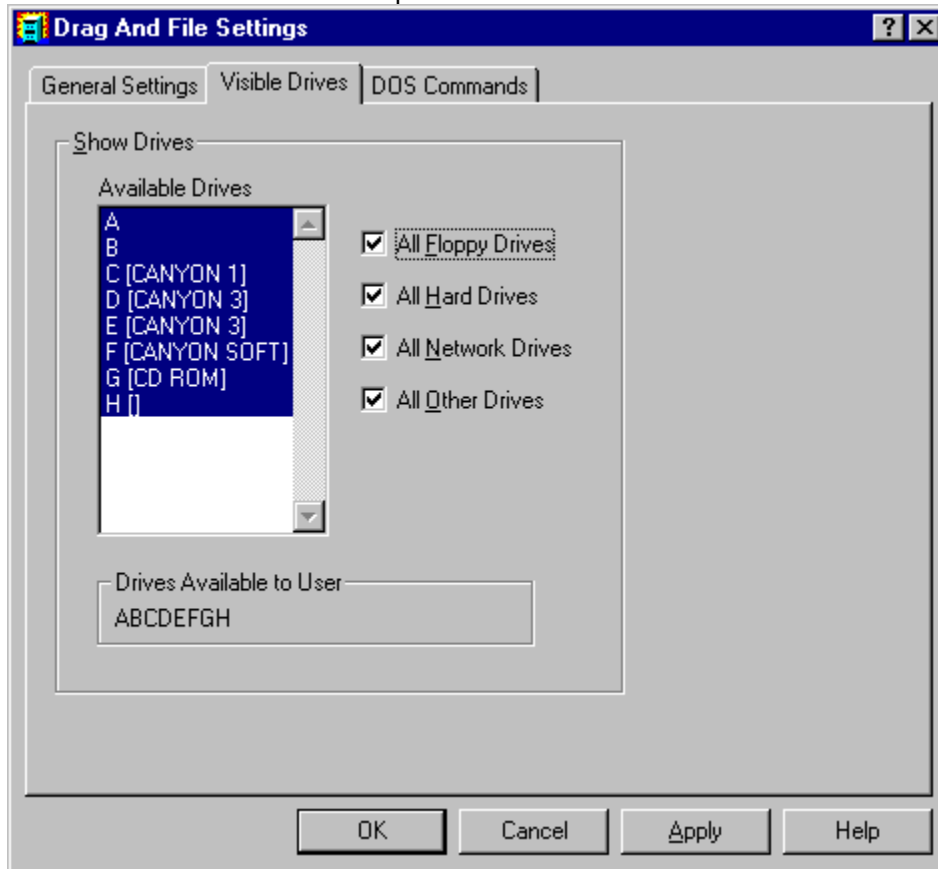 Drag And File Settings
General Settings Visible Drives DOS Commands
Show Drives
Available Drives
A
B
C [CANYON 1]
D [CANYON 3]
E [CANYON 3]
F [CANYON SOFT]
G [CD ROM]
H []
All Floppy Drives
All Hard Drives
All Network Drives
All Other Drives
Drives Available to User
ABCDEFGH
OK Cancel Apply Help